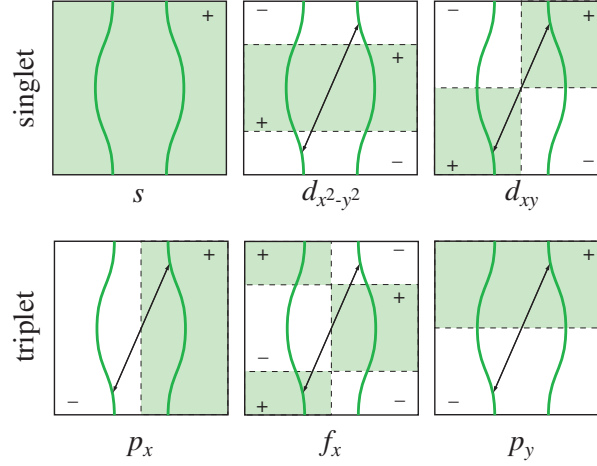 singlet
+
s
−
+
+
−
d_{x²-y²}
−
+
+
−
d_{xy}
triplet
+
−
p_x
+
−
+
−
+
−
f_x
+
−
p_y